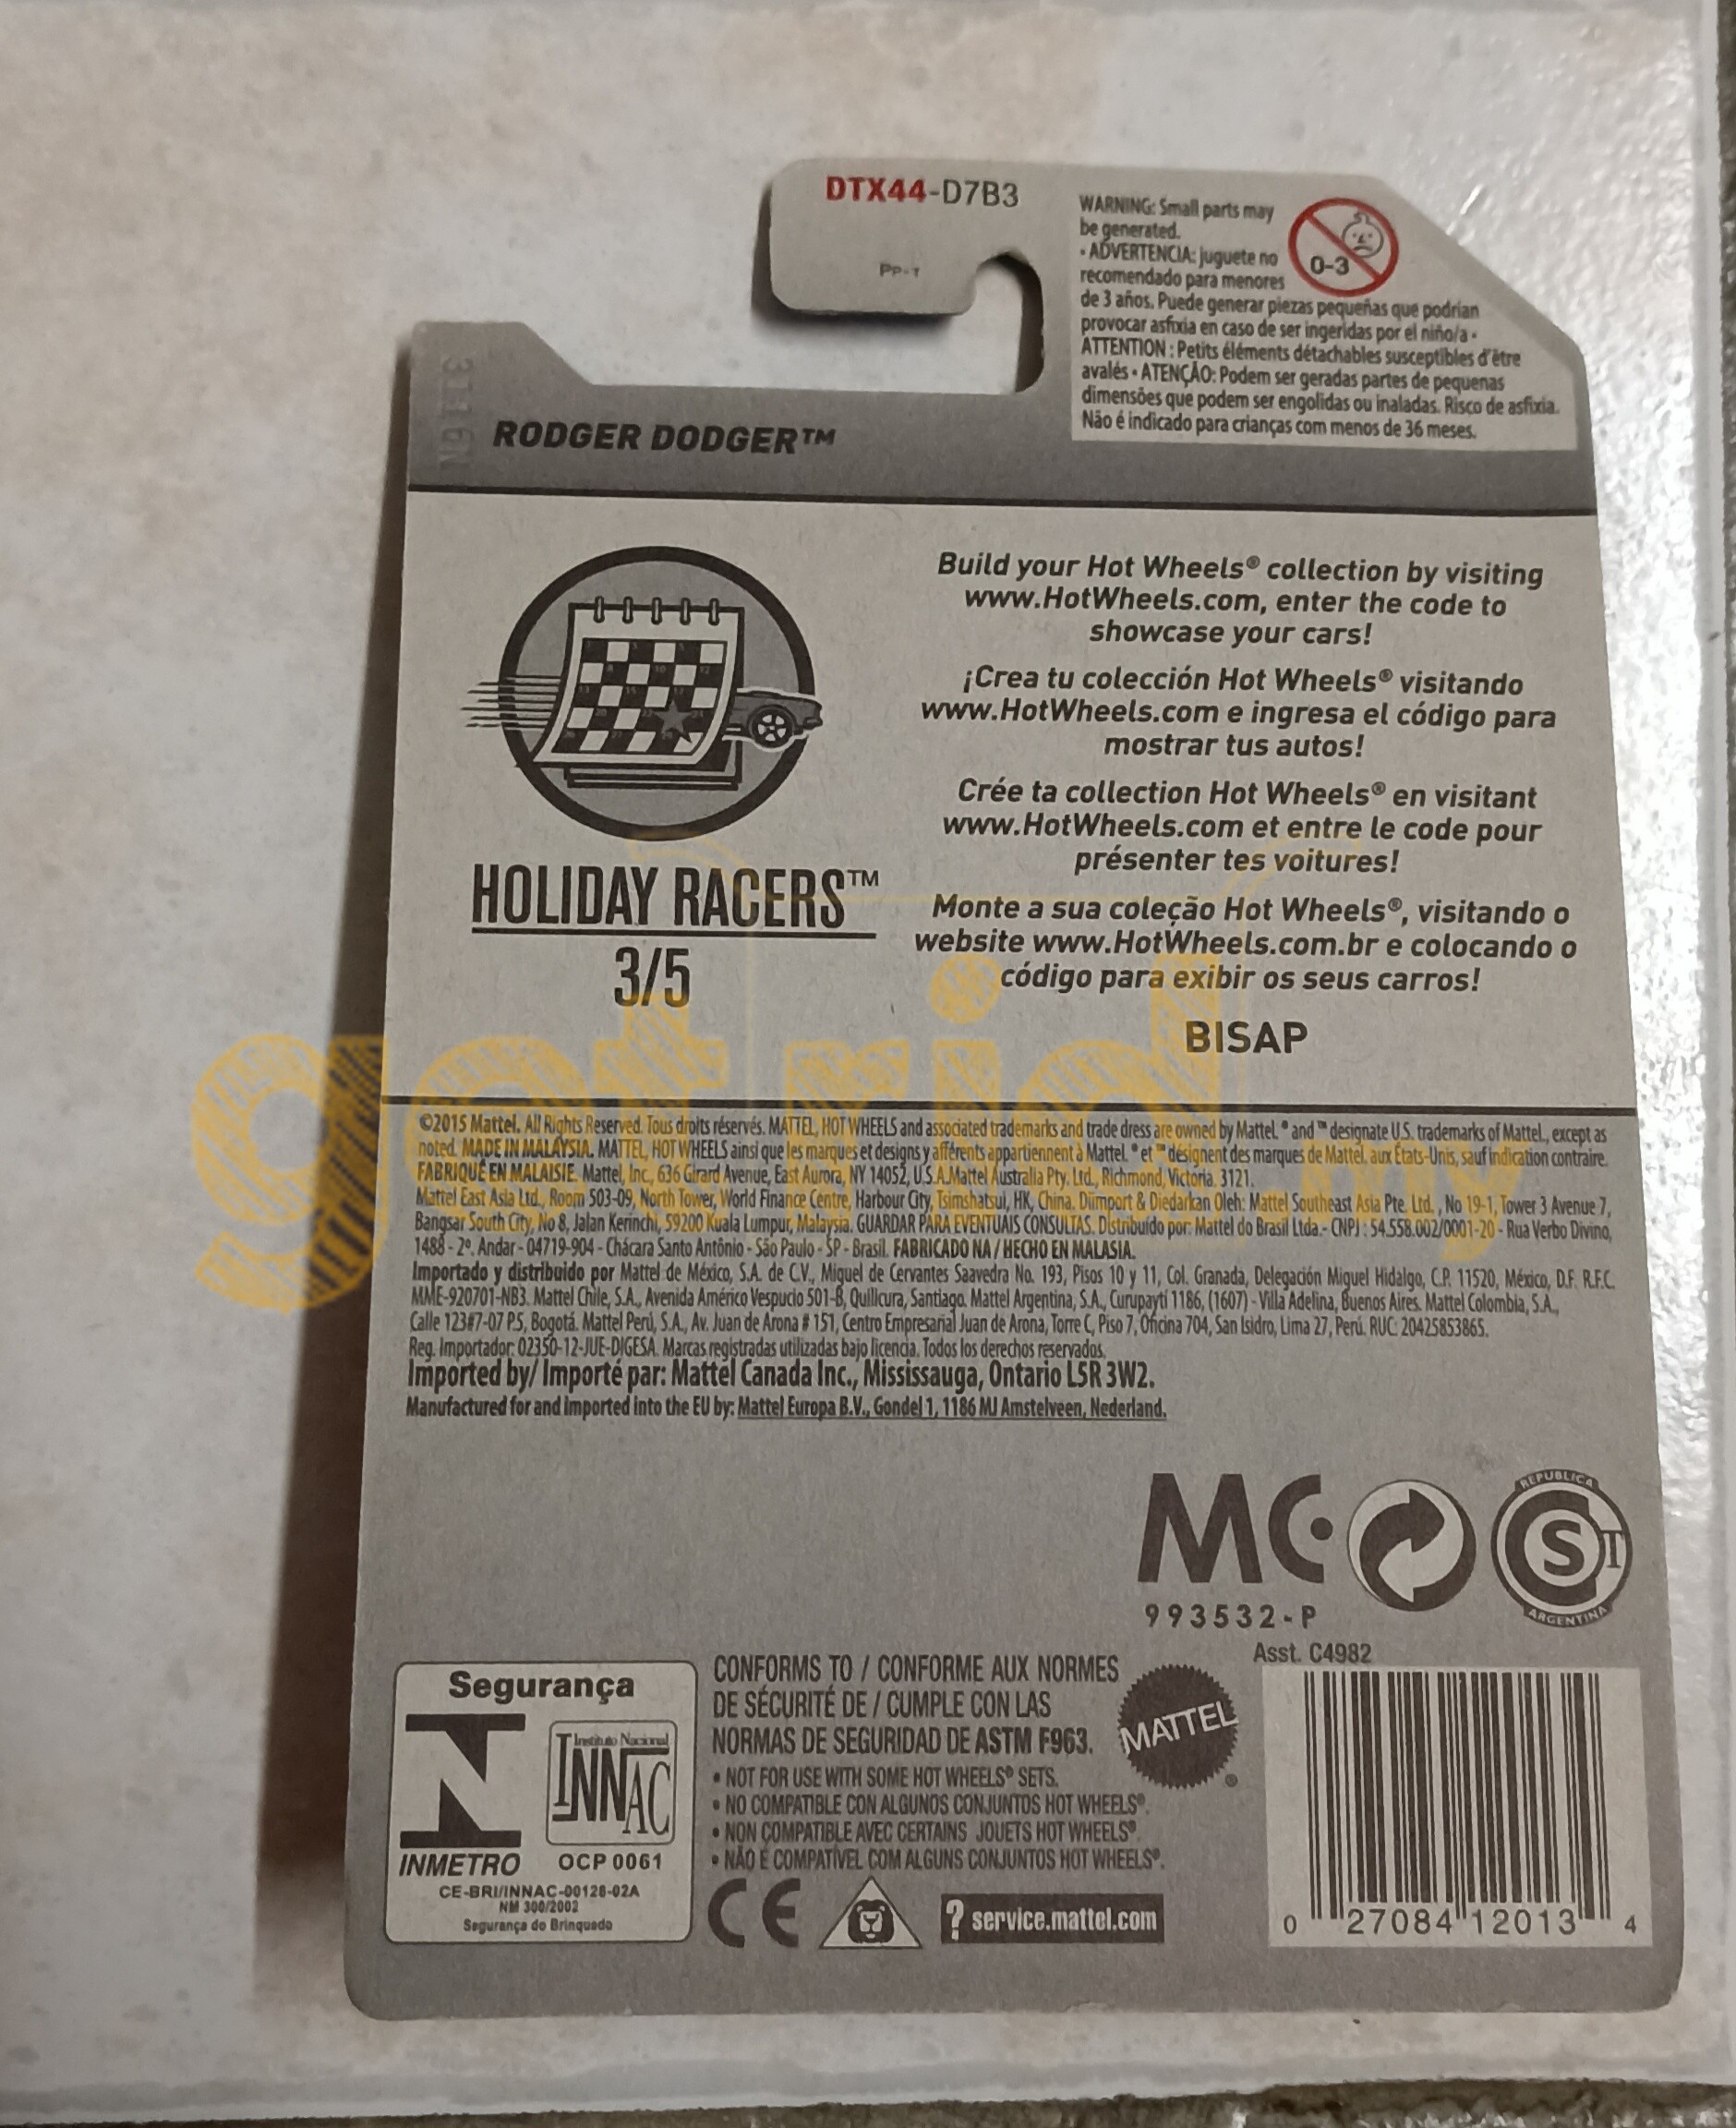 DTX44-D7B3
PP-Y
WARNING: Small parts may
be generated.
• ADVERTENCIA: juguete no
recomendado para menores
de 3 años. Puede generar piezas pequeñas que podrían
provocar asfixia en caso de ser ingeridas por el niño/a •
ATTENTION : Petits éléments détachables susceptibles d'être
avalés • ATENÇÃO: Podem ser geradas partes de pequenas
dimensões que podem ser engolidas ou inaladas. Risco de asfixia.
Não é indicado para crianças com menos de 36 meses.
0-3
3116N
RODGER DODGER™
Build your Hot Wheels® collection by visiting
www.HotWheels.com, enter the code to
showcase your cars!
¡Crea tu colección Hot Wheels® visitando
www.HotWheels.com e ingresa el código para
mostrar tus autos!
Crée ta collection Hot Wheels® en visitant
www.HotWheels.com et entre le code pour
présenter tes voitures!
Monte a sua coleção Hot Wheels®, visitando o
website www.HotWheels.com.br e colocando o
código para exibir os seus carros!
BISAP
HOLIDAY RACERS™
3/5
getrid
.my
©2015 Mattel. All Rights Reserved. Tous droits réservés. MATTEL, HOT WHEELS and associated trademarks and trade dress are owned by Mattel. ® and ™ designate U.S. trademarks of Mattel, except as
noted. MADE IN MALAYSIA. MATTEL, HOT WHEELS ainsi que les marques et designs y afférents appartiennent à Mattel. ® et ™ désignent des marques de Mattel. aux États-Unis, sauf indication contraire.
FABRIQUÉ EN MALAISIE. Mattel, Inc., 636 Girard Avenue, East Aurora, NY 14052, U.S.A.Mattel Australia Pty. Ltd., Richmond, Victoria. 3121.
Mattel East Asia Ltd., Room 503-09, North Tower, World Finance Centre, Harbour City, Tsimshatsui, HK, China. Diimport & Diedarkan Oleh: Mattel Southeast Asia Pte. Ltd. , No 19-1, Tower 3 Avenue 7,
Bangsar South City, No 8, Jalan Kerinchi, 59200 Kuala Lumpur, Malaysia. GUARDAR PARA EVENTUAIS CONSULTAS. Distribuído por: Mattel do Brasil Ltda.- CNPJ : 54.558.002/0001-20 - Rua Verbo Divino,
1488 - 2º. Andar - 04719-904 - Chácara Santo Antônio - São Paulo - SP - Brasil. FABRICADO NA / HECHO EN MALASIA.
Importado y distribuido por Mattel de México, S.A. de C.V., Miguel de Cervantes Saavedra No. 193, Pisos 10 y 11, Col. Granada, Delegación Miguel Hidalgo, C.P. 11520, México, D.F. R.F.C.
MME-920701-NB3. Mattel Chile, S.A., Avenida Américo Vespucio 501-B, Quilicura, Santiago. Mattel Argentina, S.A., Curupaytí 1186, (1607) - Villa Adelina, Buenos Aires. Mattel Colombia, S.A.,
Calle 123#7-07 P.5, Bogotá. Mattel Perú, S.A., Av. Juan de Arona # 151, Centro Empresarial Juan de Arona, Torre C, Piso 7, Oficina 704, San Isidro, Lima 27, Perú. RUC: 20425853865.
Reg. Importador: 02350-12-JUE-DIGESA. Marcas registradas utilizadas bajo licencia. Todos los derechos reservados.
Imported by/ Importé par: Mattel Canada Inc., Mississauga, Ontario L5R 3W2.
Manufactured for and imported into the EU by: Mattel Europa B.V., Gondel 1, 1186 MJ Amstelveen, Nederland.
MC
993532-P
REPUBLICA
S T
ARGENTINA
Asst. C4982
Segurança
Instituto Nacional
INNAC
INMETRO OCP 0061
CE-BRI/INNAC-00128-02A
NM 300/2002
Segurança do Brinquedo
CONFORMS TO / CONFORME AUX NORMES
DE SÉCURITÉ DE / CUMPLE CON LAS
NORMAS DE SEGURIDAD DE ASTM F963.
• NOT FOR USE WITH SOME HOT WHEELS® SETS.
• NO COMPATIBLE CON ALGUNOS CONJUNTOS HOT WHEELS®.
• NON COMPATIBLE AVEC CERTAINS JOUETS HOT WHEELS®.
• NÃO É COMPATÍVEL COM ALGUNS CONJUNTOS HOT WHEELS®.
MATTEL®
CE
? service.mattel.com
0 27084 12013 4